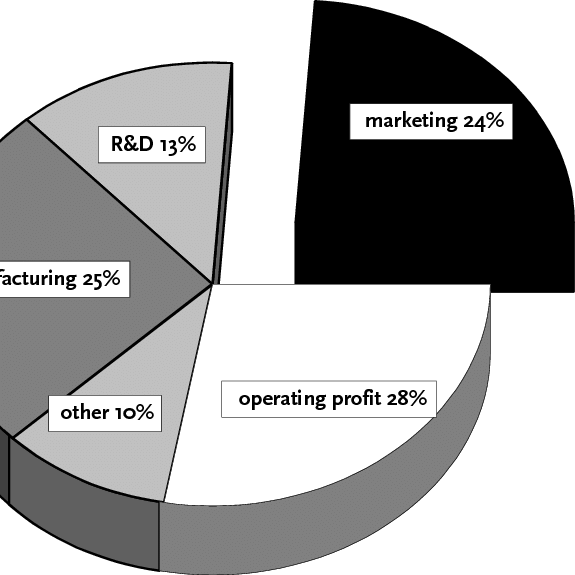 marketing 24%
R&D 13%
facturing 25%
operating profit 28%
other 10%